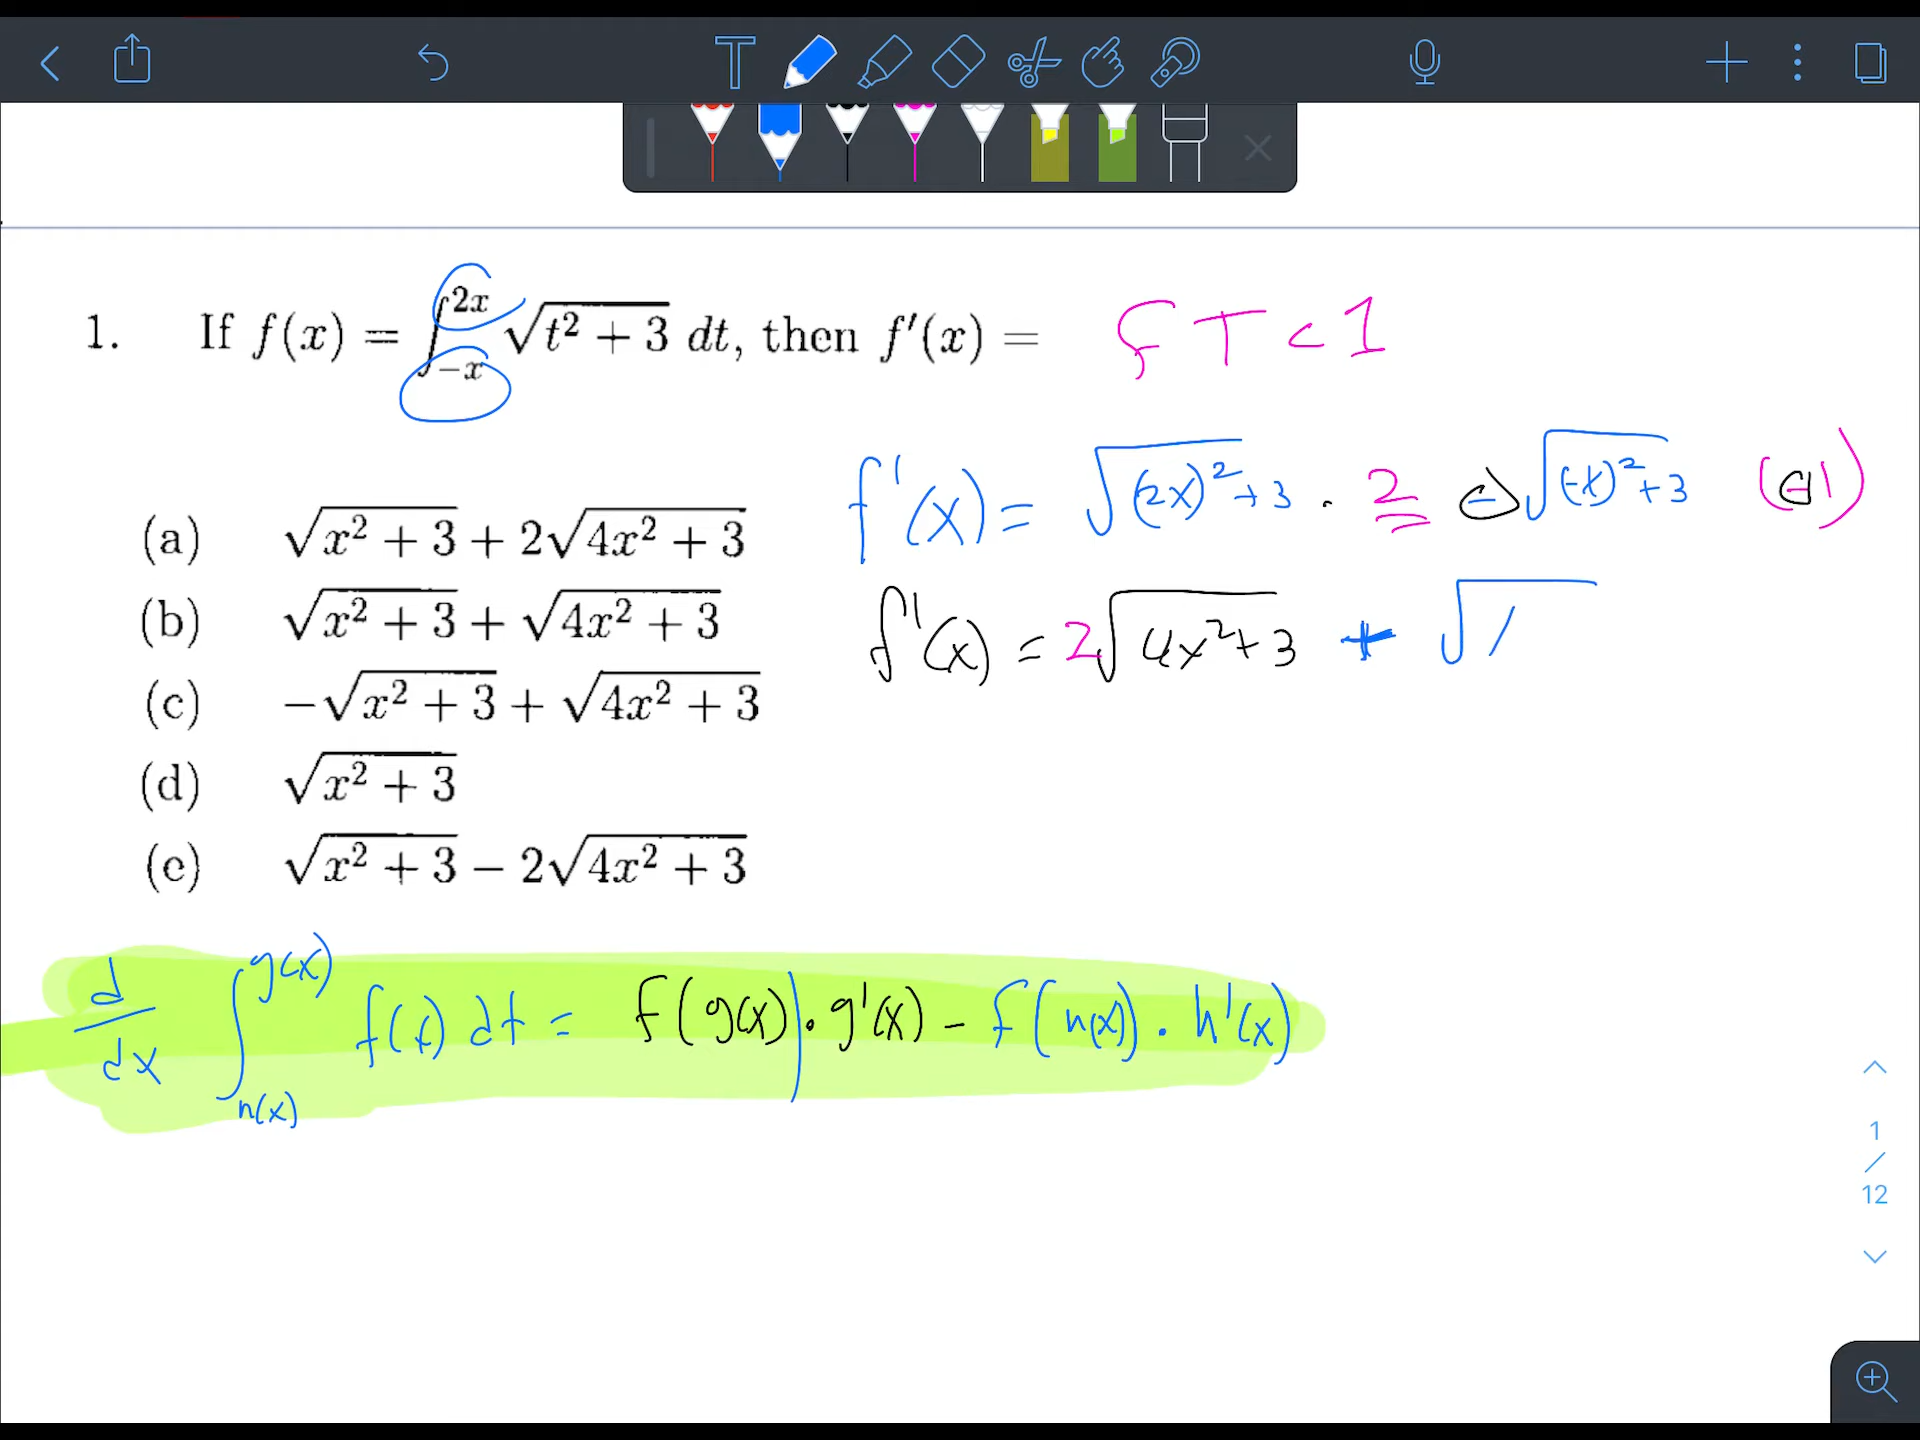 1. If f(x) = ∫_{-x}^{2x} √(t² + 3) dt, then f'(x) =
FTC1
f'(x) = √((2x)² + 3) · 2 - √((-x)² + 3) (-1)
(a) √(x² + 3) + 2√(4x² + 3)
f'(x) = 2√(4x² + 3) + √
(b) √(x² + 3) + √(4x² + 3)
(c) -√(x² + 3) + √(4x² + 3)
(d) √(x² + 3)
(e) √(x² + 3) - 2√(4x² + 3)
d/dx ∫_{h(x)}^{g(x)} f(t) dt = f(g(x)) · g'(x) - f(h(x)) · h'(x)
1
/
12